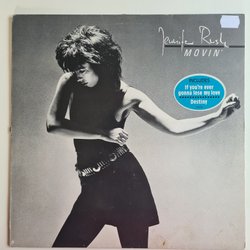 Jennifer Rush
MOVIN'
INCLUDES
If you're ever
gonna lose my love
Destiny